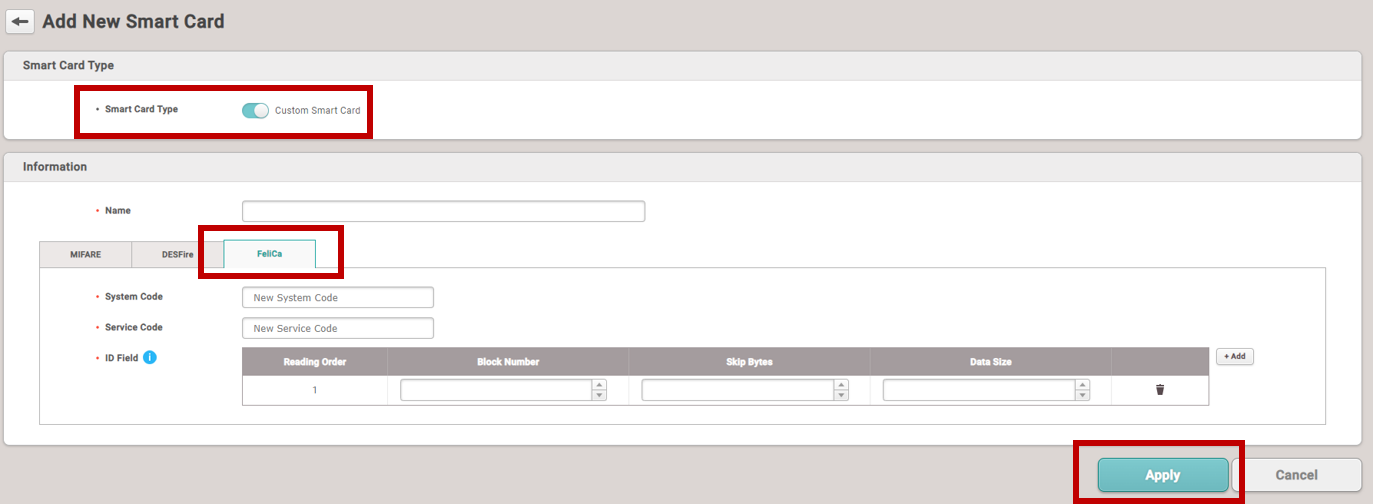 Add New Smart Card
Smart Card Type
• Smart Card Type Custom Smart Card
Information
• Name
MIFARE DESFire FeliCa
• System Code New System Code
• Service Code New Service Code
• ID Field i
Reading Order Block Number Skip Bytes Data Size + Add
1
Apply Cancel